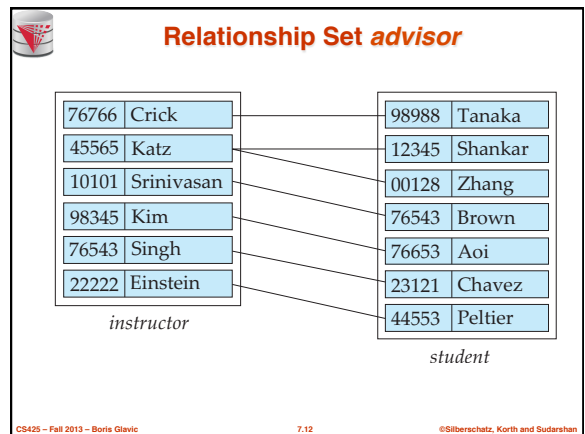 Relationship Set advisor
76766 Crick
45565 Katz
10101 Srinivasan
98345 Kim
76543 Singh
22222 Einstein
instructor
98988 Tanaka
12345 Shankar
00128 Zhang
76543 Brown
76653 Aoi
23121 Chavez
44553 Peltier
student
CS425 – Fall 2013 – Boris Glavic
7.12
©Silberschatz, Korth and Sudarshan